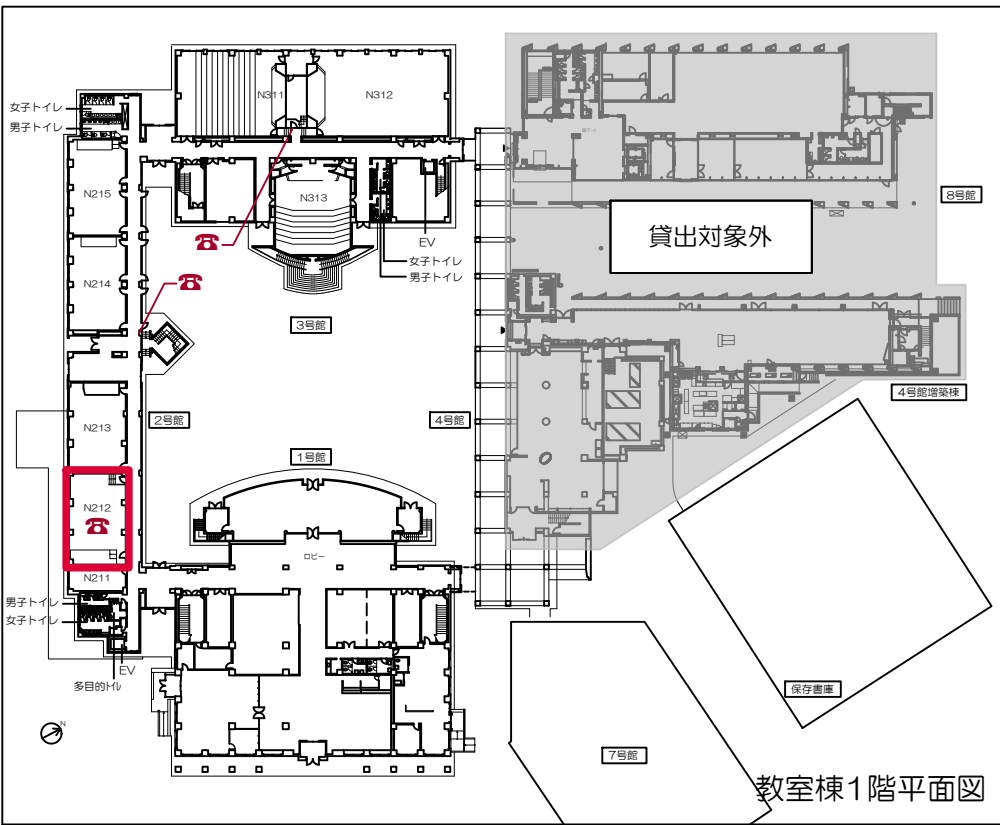 N311
N312
女子トイレ
男子トイレ
N215
N313
8号館
貸出対象外
EV
女子トイレ
男子トイレ
N214
3号館
4号館増築棟
2号館
4号館
N213
1号館
N212
ロビー
N211
男子トイレ
女子トイレ
EV
多目的トイレ
保存書庫
N
7号館
教室棟1階平面図